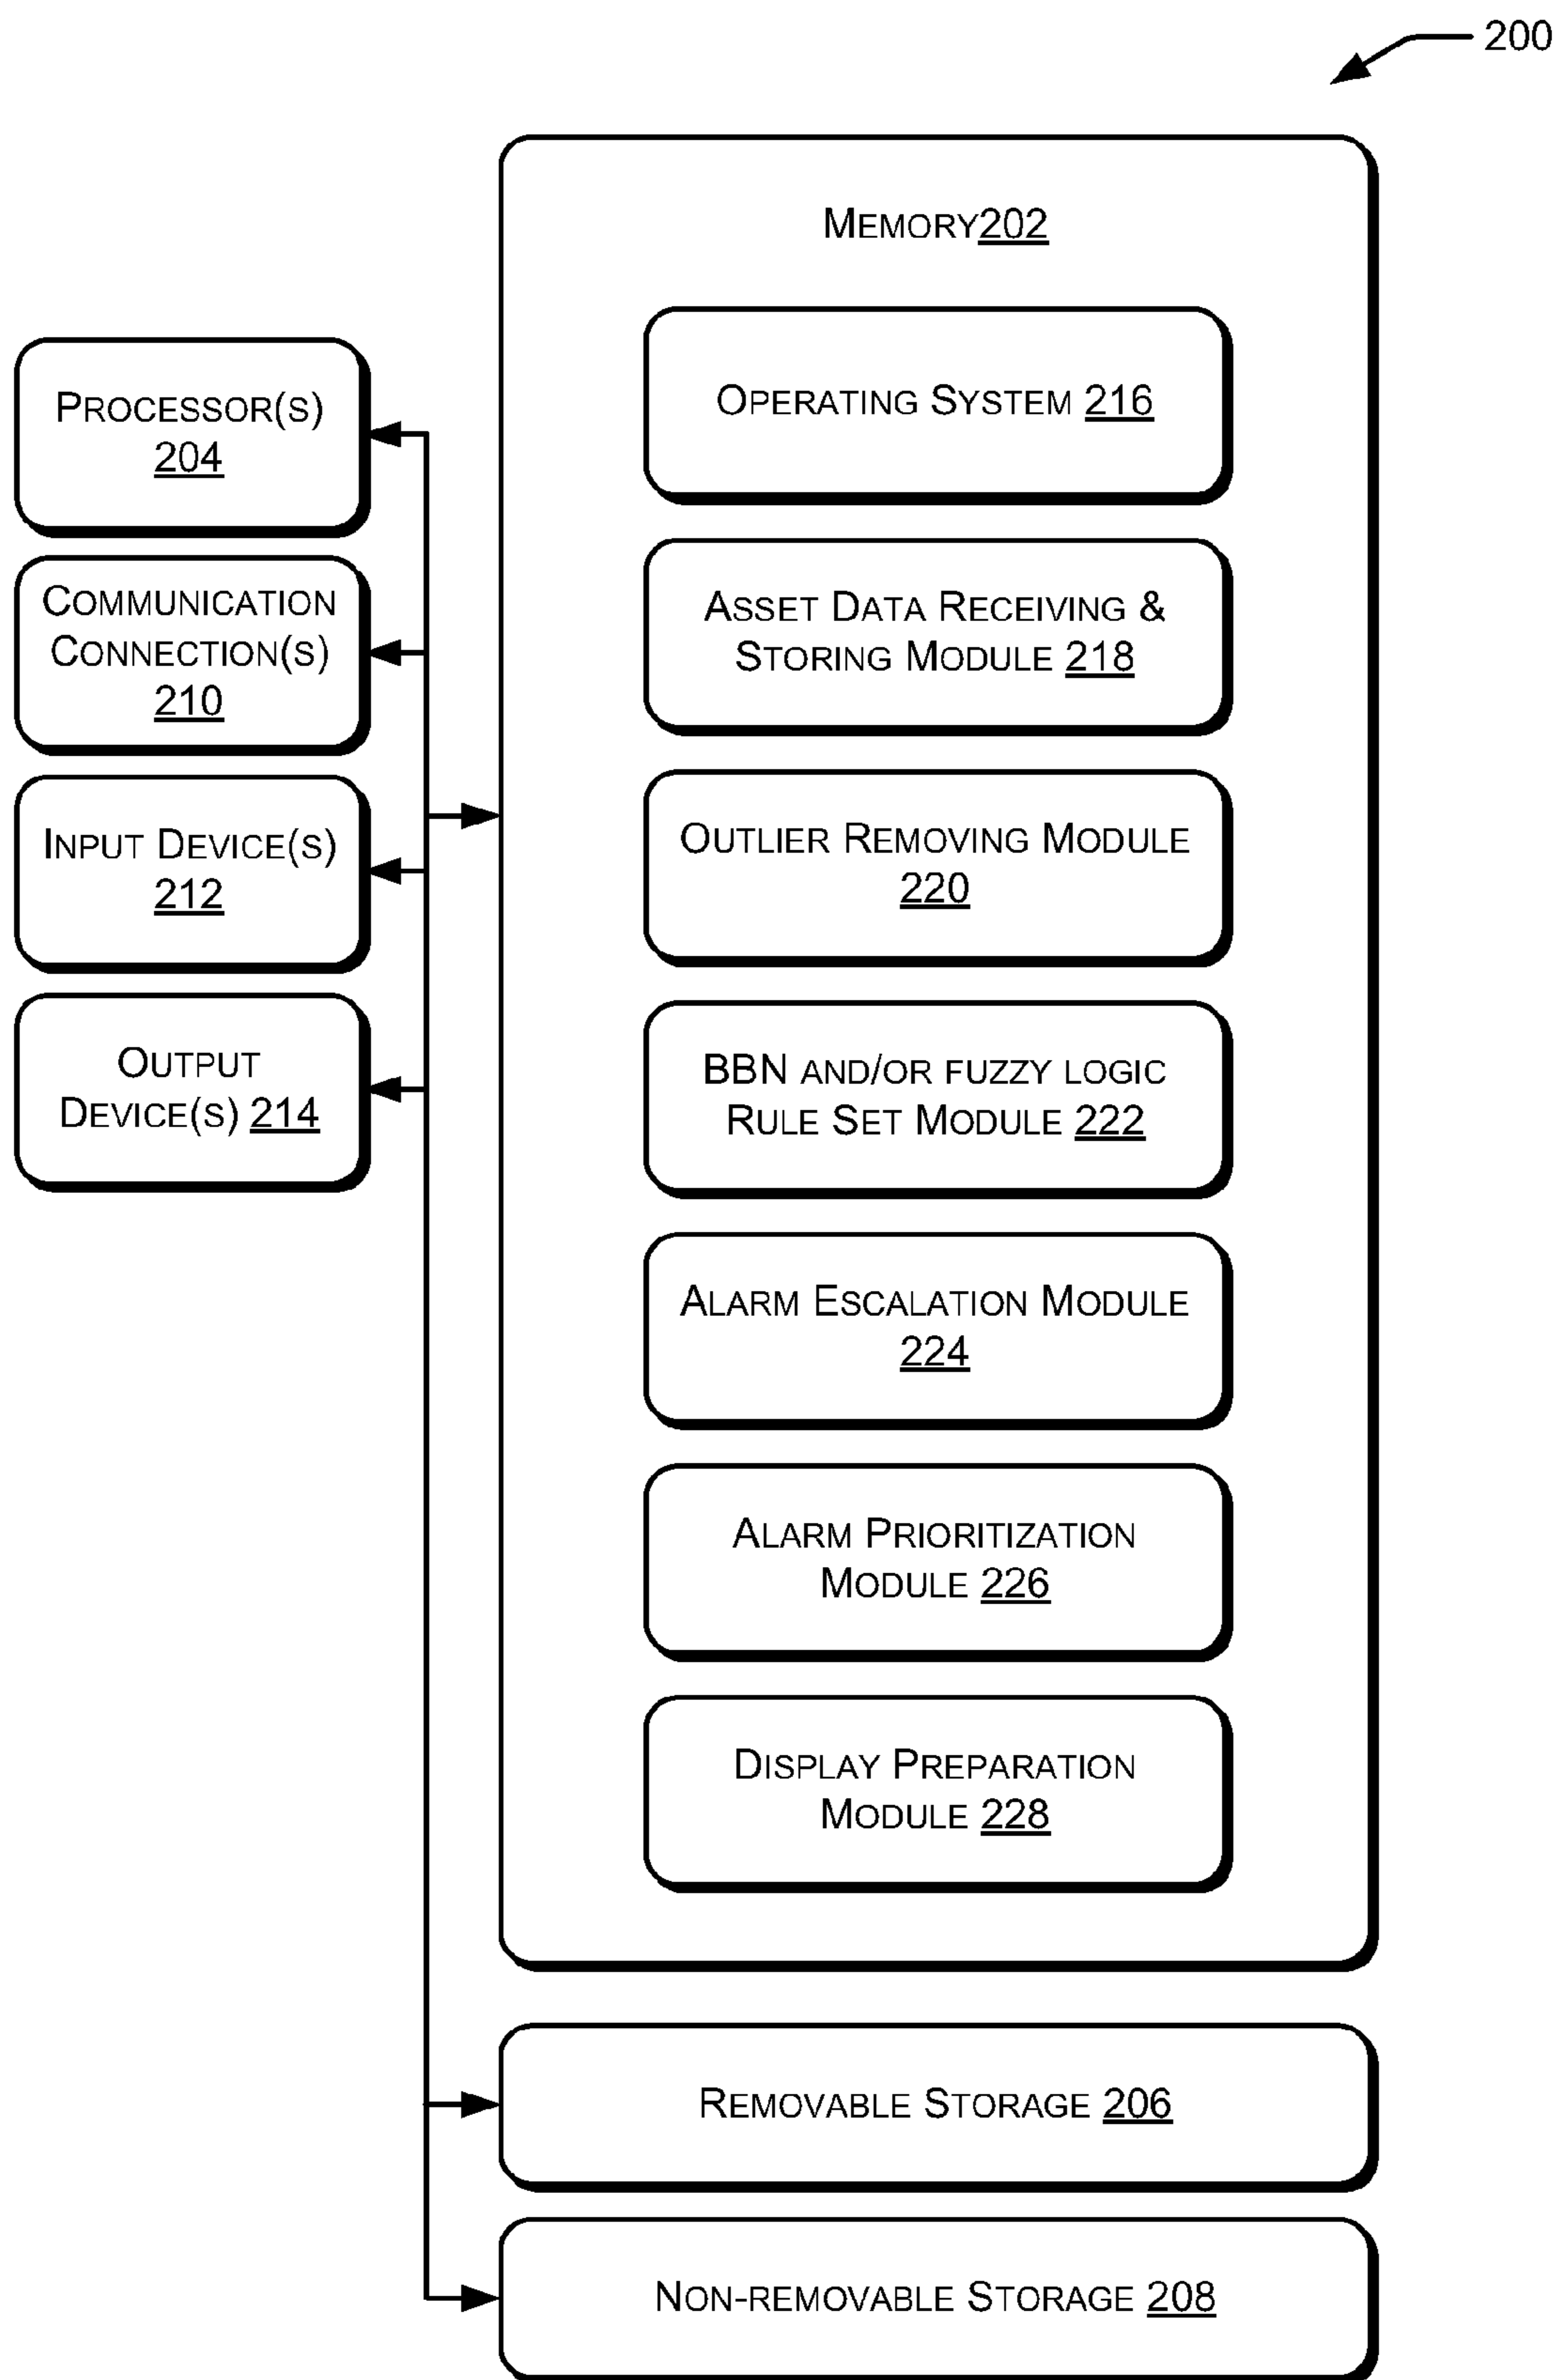 200
MEMORY202
OPERATING SYSTEM 216
ASSET DATA RECEIVING &
STORING MODULE 218
OUTLIER REMOVING MODULE
220
BBN AND/OR FUZZY LOGIC
RULE SET MODULE 222
ALARM ESCALATION MODULE
224
ALARM PRIORITIZATION
MODULE 226
DISPLAY PREPARATION
MODULE 228
PROCESSOR(S)
204
COMMUNICATION
CONNECTION(S)
210
INPUT DEVICE(S)
212
OUTPUT
DEVICE(S) 214
REMOVABLE STORAGE 206
NON-REMOVABLE STORAGE 208